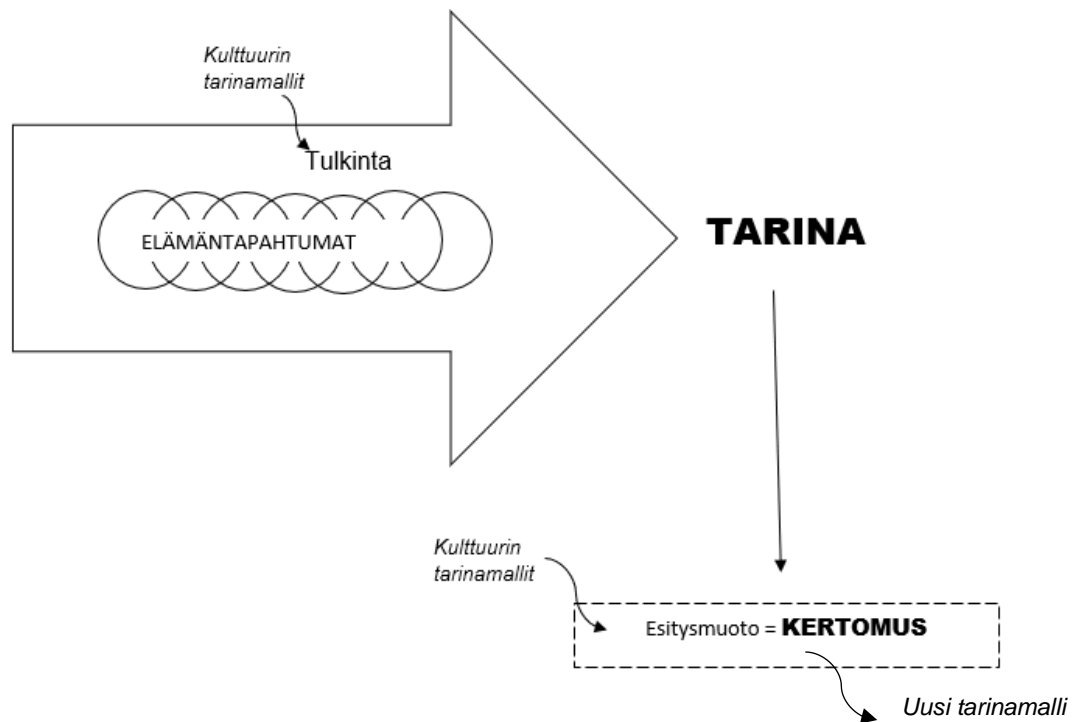 Kulttuurin
tarinamallit
Tulkinta
ELÄMÄNTAPAHTUMAT
TARINA
Kulttuurin
tarinamallit
Esitysmuoto = KERTOMUS
Uusi tarinamalli